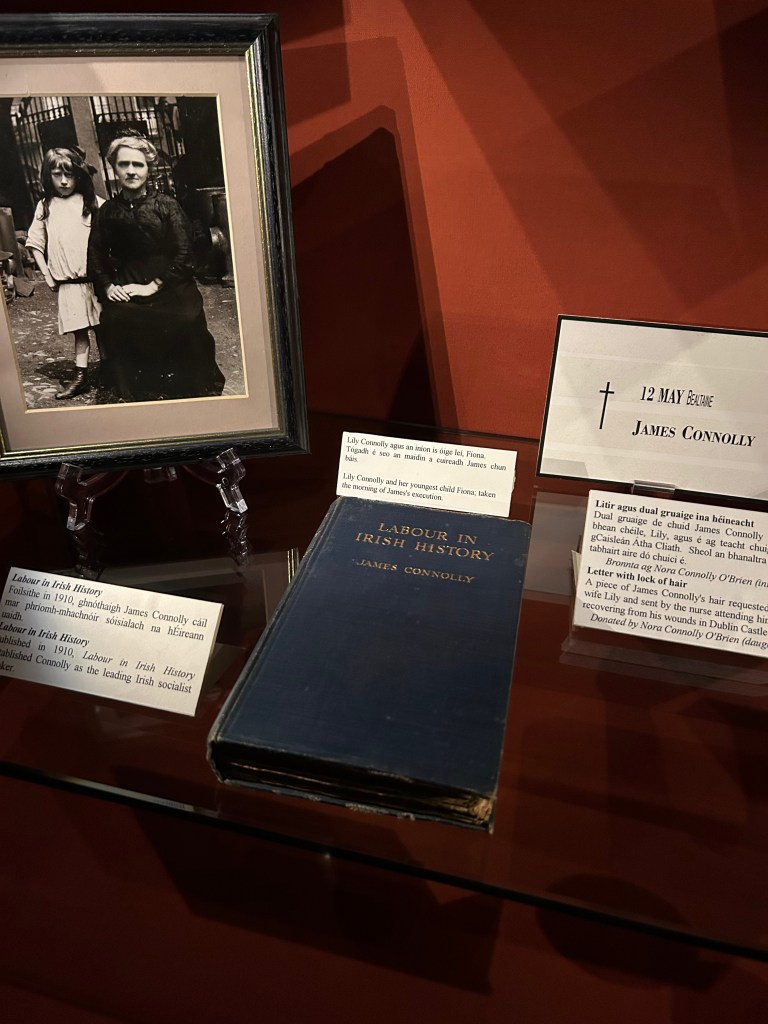 Lily Connolly agus an iníon is óige léi, Fiona.
Tógadh é seo an maidin a cuireadh James chun
báis.
Lily Connolly and her youngest child Fiona; taken
the morning of James's execution.
12 MAY BEALTAINE
JAMES CONNOLLY
Litir agus dual gruaige ina héineacht
Dual gruaige de chuid James Connolly
bhean chéile, Lily, agus é ag teacht chuig
gCaisleán Átha Cliath. Sheol an bhanaltra
tabhairt aire dó chuici é.
Bronnta ag Nora Connolly O'Brien
Letter with lock of hair
A piece of James Connolly's hair requested
wife Lily and sent by the nurse attending him
recovering from his wounds in Dublin Castle
Donated by Nora Connolly O'Brien
LABOUR IN
IRISH HISTORY
JAMES CONNOLLY
Labour in Irish History
Foilsithe in 1910, ghnóthaigh James Connolly cáil
mar phríomh-mhachnóir sóisialach na hÉireann
uaidh.
Labour in Irish History
in 1910, Labour in Irish History
Connolly as the leading Irish socialist